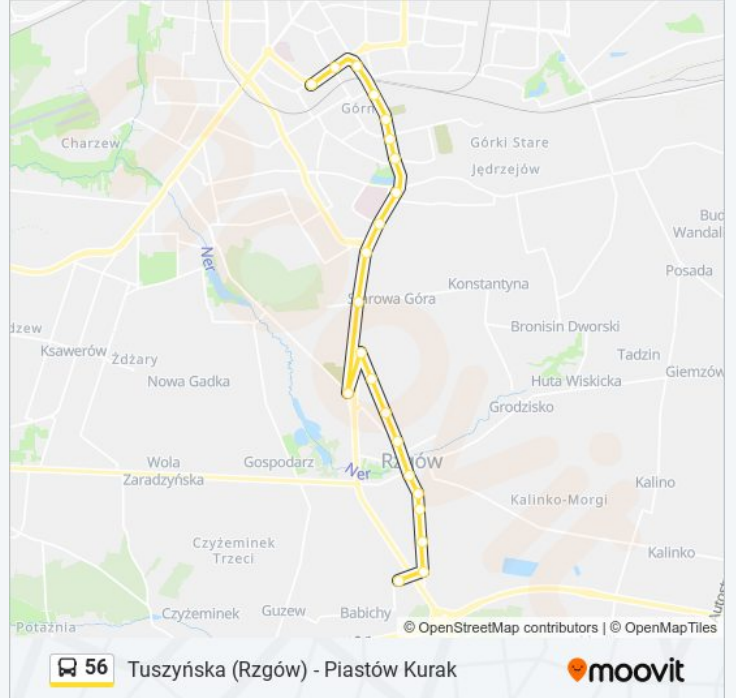 Górn
Charzew
Górki Stare
Jędrzejów
Bud
Wandal
Ner
Posada
Konstantyna
Starowa Góra
dzew
Bronisin Dworski
Ksawerów
Żdżary
Tadzin
Giemzów
Nowa Gadka
Huta Wiskicka
Grodzisko
Wola
Zaradzyńska
Gospodarz
Ner
Rzgów
Kalino
Kalinko-Morgi
Czyżeminek
Trzeci
Kalinko
Autost
Czyżeminek
Guzew
Babichy
Potaźnia
© OpenStreetMap contributors | © OpenMapTiles
56 Tuszyńska (Rzgów) - Piastów Kurak
moovit